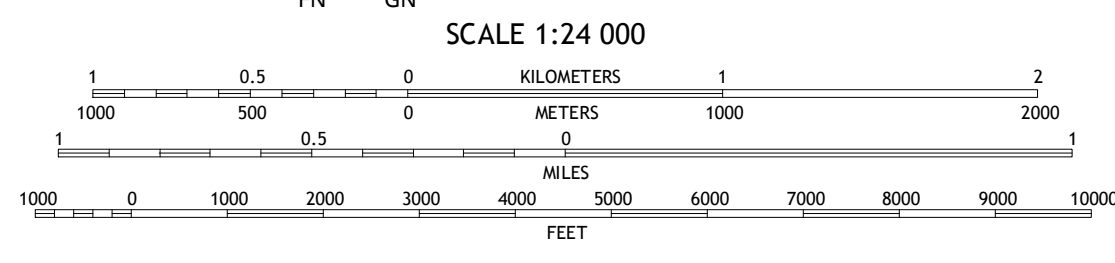 FN GN
SCALE 1:24 000
1 0.5 0 KILOMETERS 1 2
1000 500 0 METERS 1000 2000
1 0.5 0 1
MILES
1000 0 1000 2000 3000 4000 5000 6000 7000 8000 9000 10000
FEET